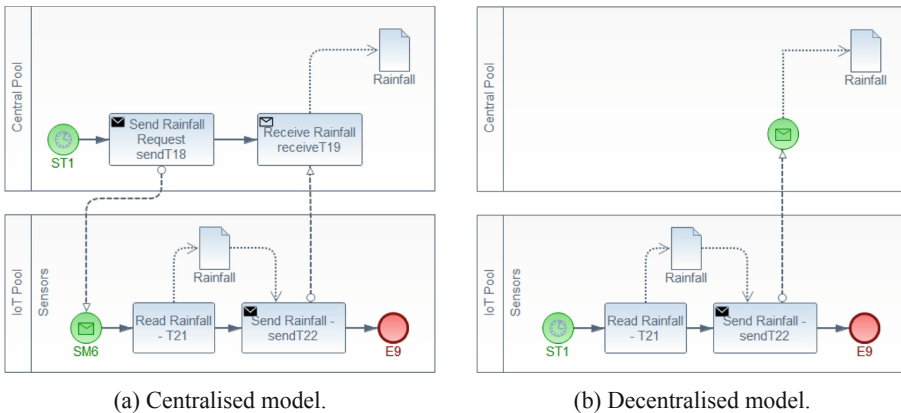 Central Pool
Rainfall
Send Rainfall
Request
sendT18
Receive Rainfall
receiveT19
ST1
IoT Pool
Sensors
Rainfall
Read Rainfall
- T21
Send Rainfall -
sendT22
SM6
E9
(a) Centralised model.
Central Pool
Rainfall
IoT Pool
Sensors
Rainfall
Read Rainfall
- T21
Send Rainfall -
sendT22
ST1
E9
(b) Decentralised model.